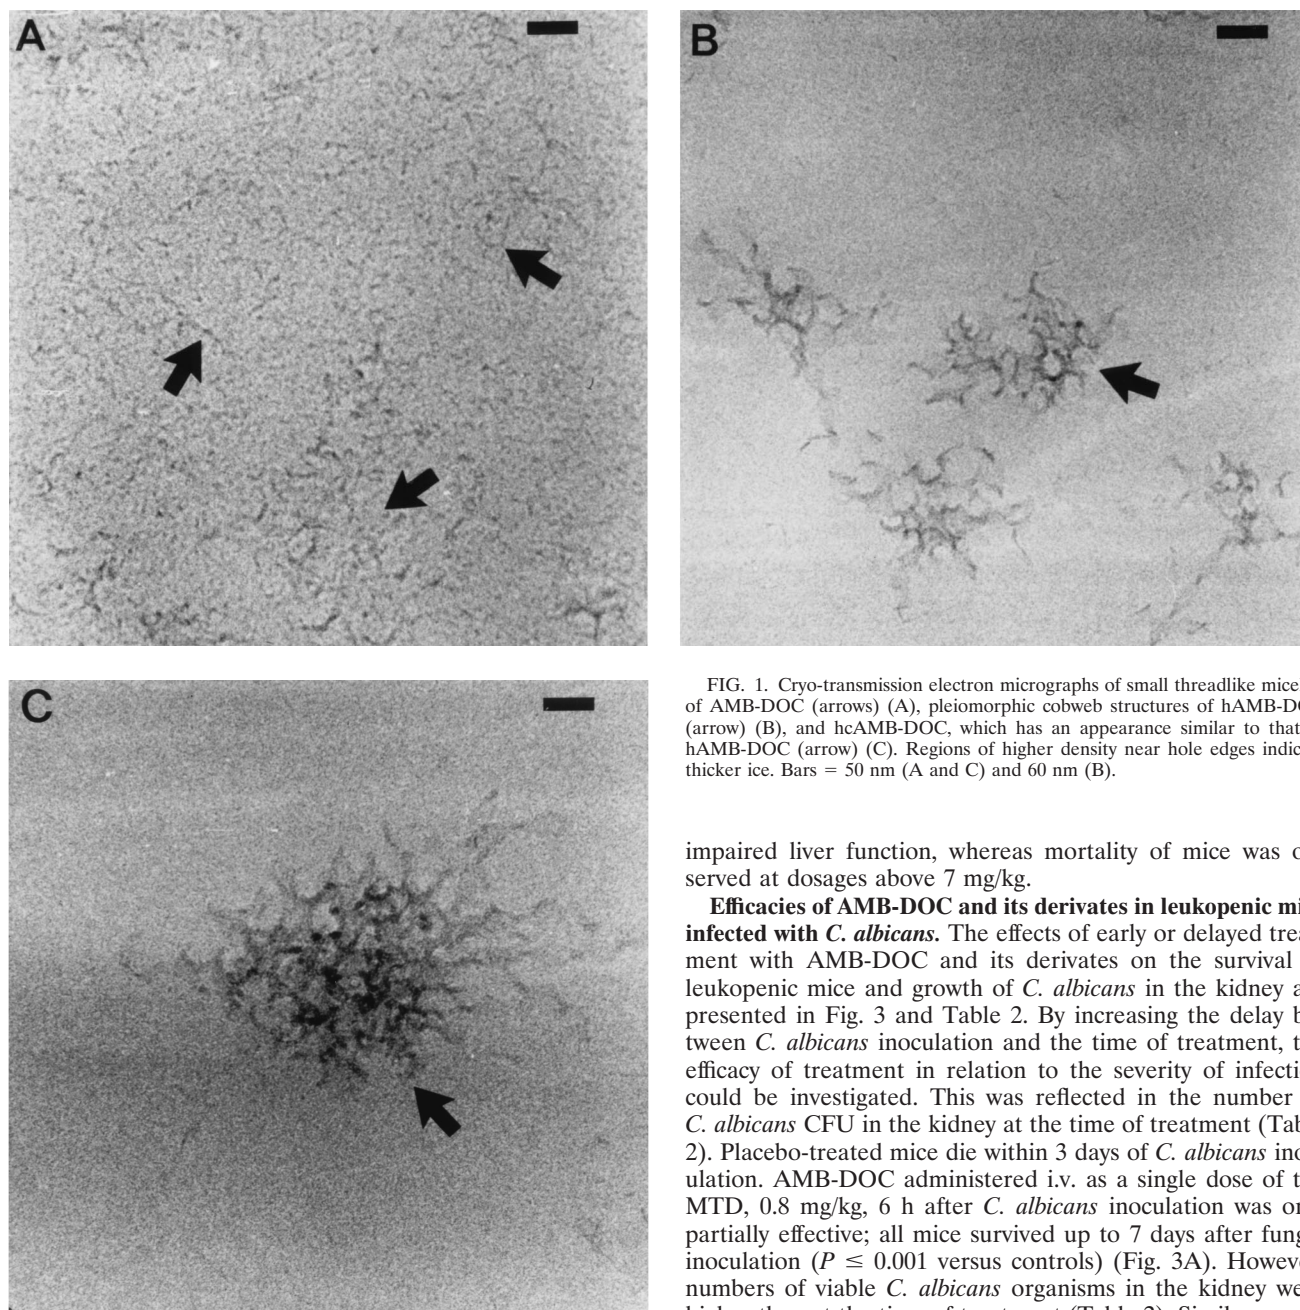 A
B
C
FIG. 1. Cryo-transmission electron micrographs of small threadlike mice
of AMB-DOC (arrows) (A), pleiomorphic cobweb structures of hAMB-DO
(arrow) (B), and hcAMB-DOC, which has an appearance similar to that
hAMB-DOC (arrow) (C). Regions of higher density near hole edges indic
thicker ice. Bars = 50 nm (A and C) and 60 nm (B).
impaired liver function, whereas mortality of mice was o
served at dosages above 7 mg/kg.
Efficacies of AMB-DOC and its derivates in leukopenic mi
infected with C. albicans. The effects of early or delayed trea
ment with AMB-DOC and its derivates on the survival
leukopenic mice and growth of C. albicans in the kidney a
presented in Fig. 3 and Table 2. By increasing the delay b
tween C. albicans inoculation and the time of treatment, t
efficacy of treatment in relation to the severity of infecti
could be investigated. This was reflected in the number
C. albicans CFU in the kidney at the time of treatment (Tab
2). Placebo-treated mice die within 3 days of C. albicans ino
ulation. AMB-DOC administered i.v. as a single dose of t
MTD, 0.8 mg/kg, 6 h after C. albicans inoculation was on
partially effective; all mice survived up to 7 days after fung
inoculation (P ≤ 0.001 versus controls) (Fig. 3A). Howeve
numbers of viable C. albicans organisms in the kidney we